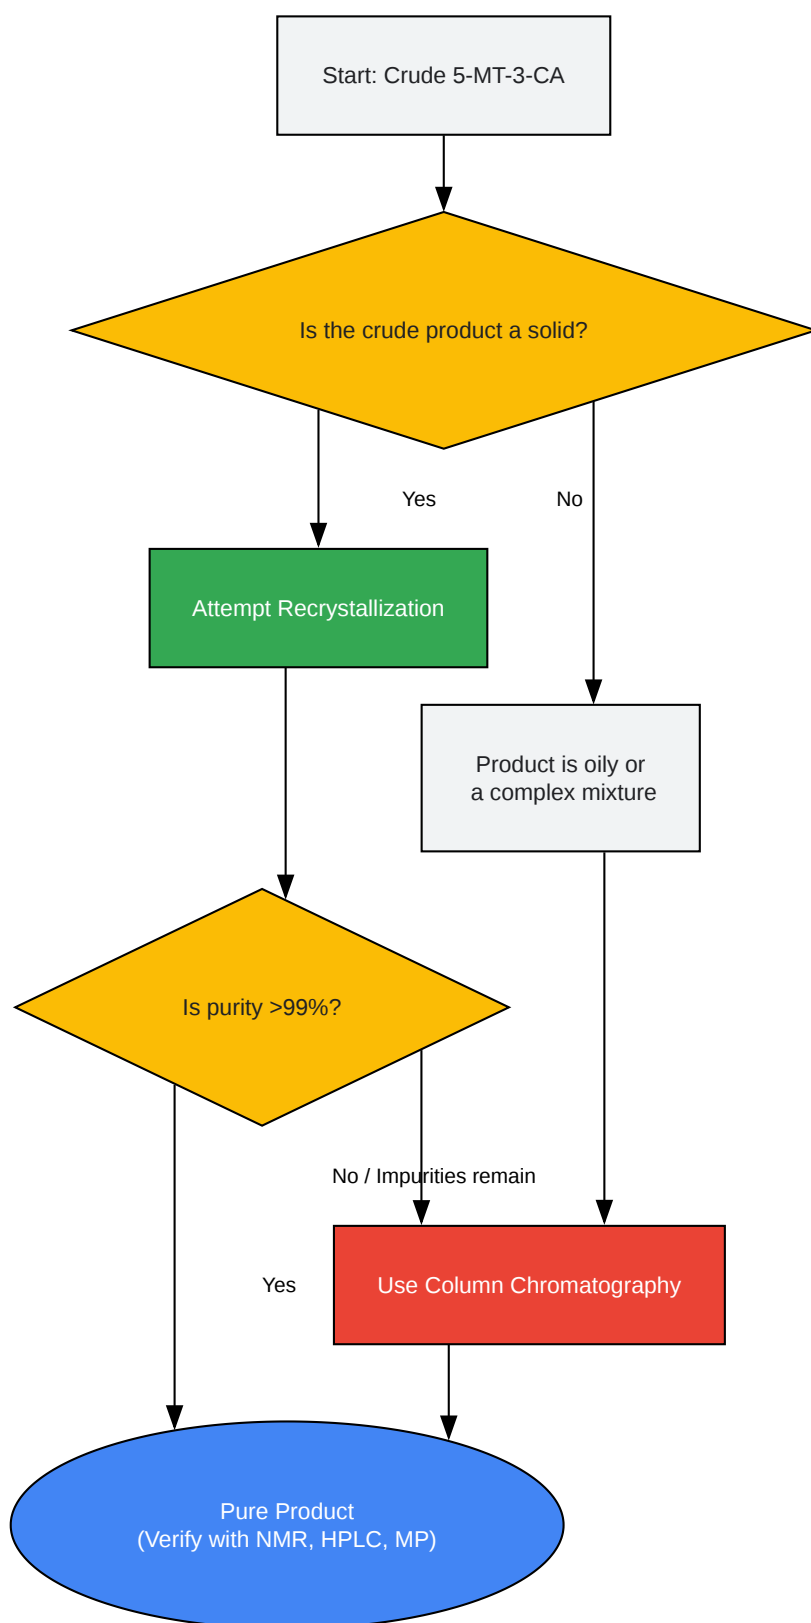 Start: Crude 5-MT-3-CA
Is the crude product a solid?
Yes
No
Attempt Recrystallization
Product is oily or
a complex mixture
Is purity >99%?
No / Impurities remain
Yes
Use Column Chromatography
Pure Product
(Verify with NMR, HPLC, MP)